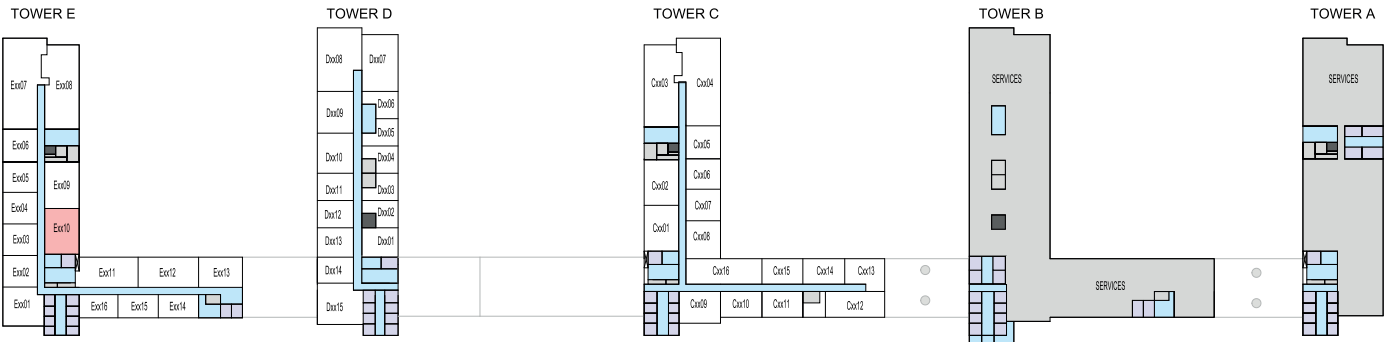 TOWER E
TOWER D
TOWER C
TOWER B
TOWER A
Exx07
Exx08
Exx06
Exx05
Exx09
Exx04
Exx10
Exx03
Exx02
Exx11
Exx12
Exx13
Exx01
Exx16
Exx15
Exx14
Dxx08
Dxx07
Dxx09
Dxx06
Dxx05
Dxx10
Dxx04
Dxx11
Dxx03
Dxx12
Dxx02
Dxx13
Dxx01
Dxx14
Dxx15
Cxx03
Cxx04
Cxx05
Cxx02
Cxx06
Cxx07
Cxx01
Cxx08
Cxx16
Cxx15
Cxx14
Cxx13
Cxx09
Cxx10
Cxx11
Cxx12
SERVICES
SERVICES
SERVICES